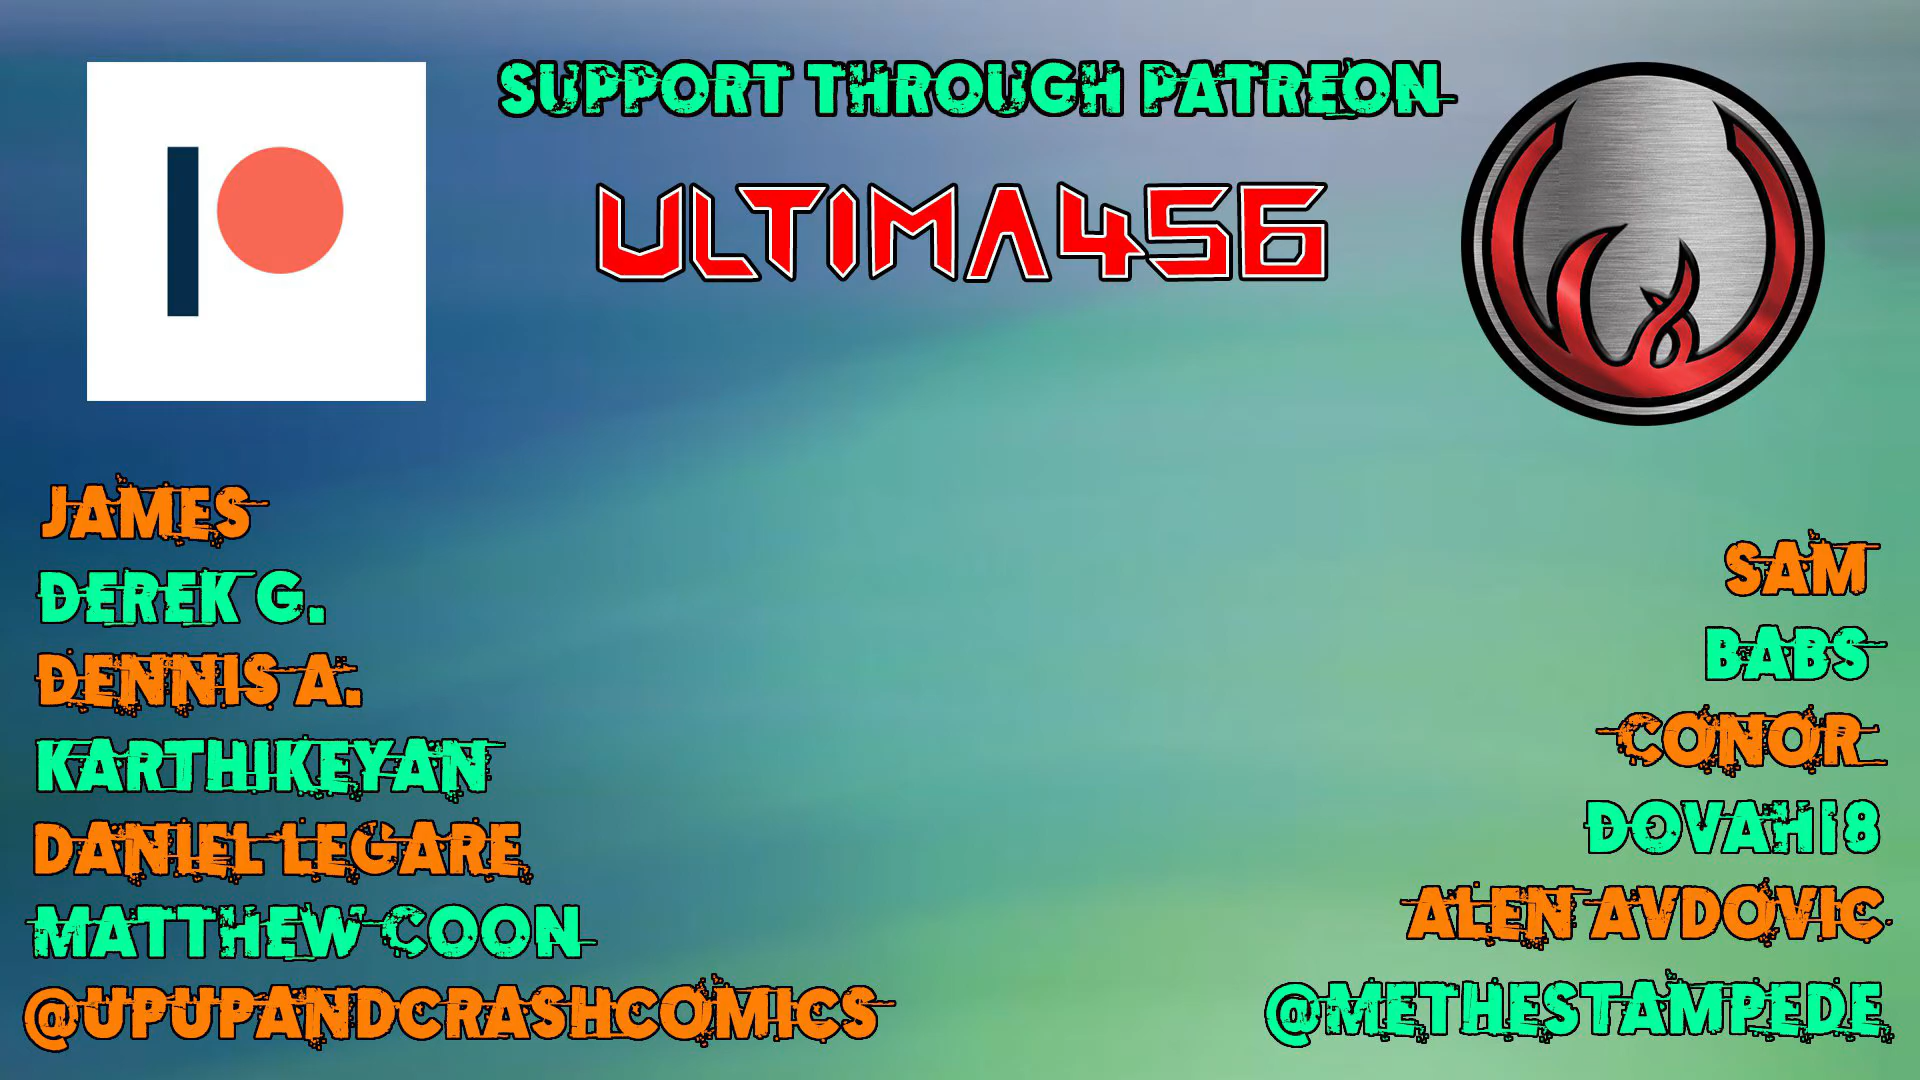 SUPPORT THROUGH PATREON
ULTIMA456
JAMES
DEREK G.
DENNIS A.
KARTHIKEYAN
DANIEL LEGARE
MATTHEW COON
@UPUPANDCRASHCOMICS
SAM
BABS
CONOR
DOVAH18
ALEN AVDOVIC
@METHESTAMPEDE